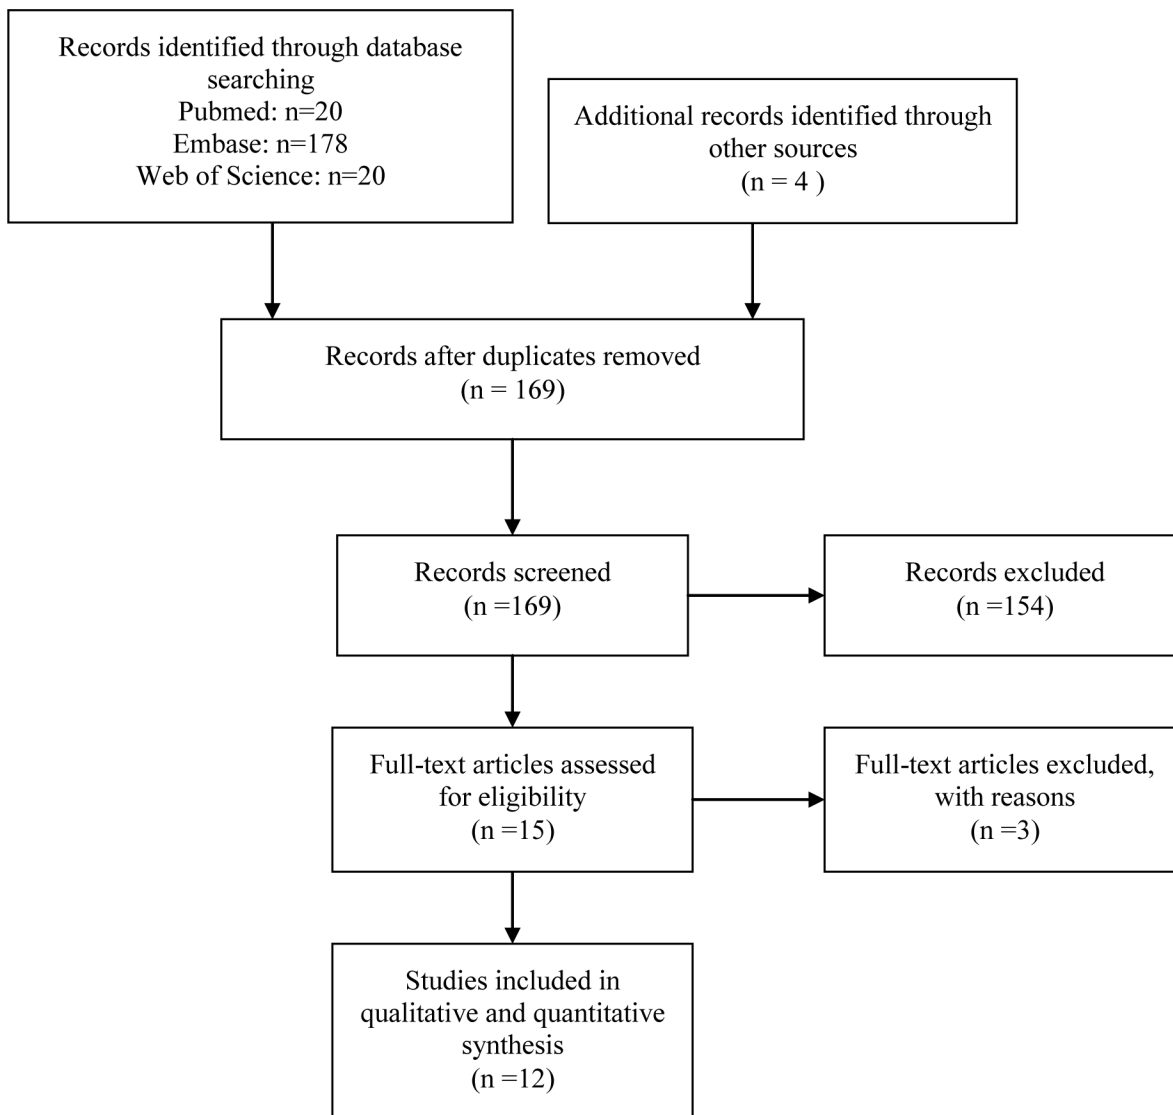 Records identified through database
searching
Pubmed: n=20
Embase: n=178
Web of Science: n=20
Additional records identified through
other sources
(n = 4 )
Records after duplicates removed
(n = 169)
Records screened
(n =169)
Records excluded
(n =154)
Full-text articles assessed
for eligibility
(n =15)
Full-text articles excluded,
with reasons
(n =3)
Studies included in
qualitative and quantitative
synthesis
(n =12)